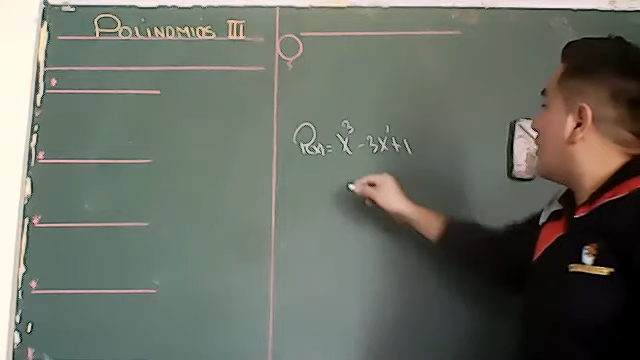 POLINOMIOS III
P(x) = x³ - 3x¹ + 1